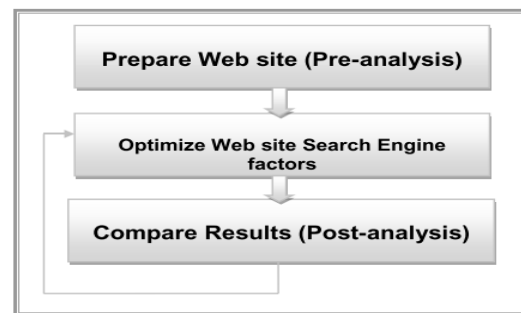 Prepare Web site (Pre-analysis)
Optimize Web site Search Engine
factors
Compare Results (Post-analysis)